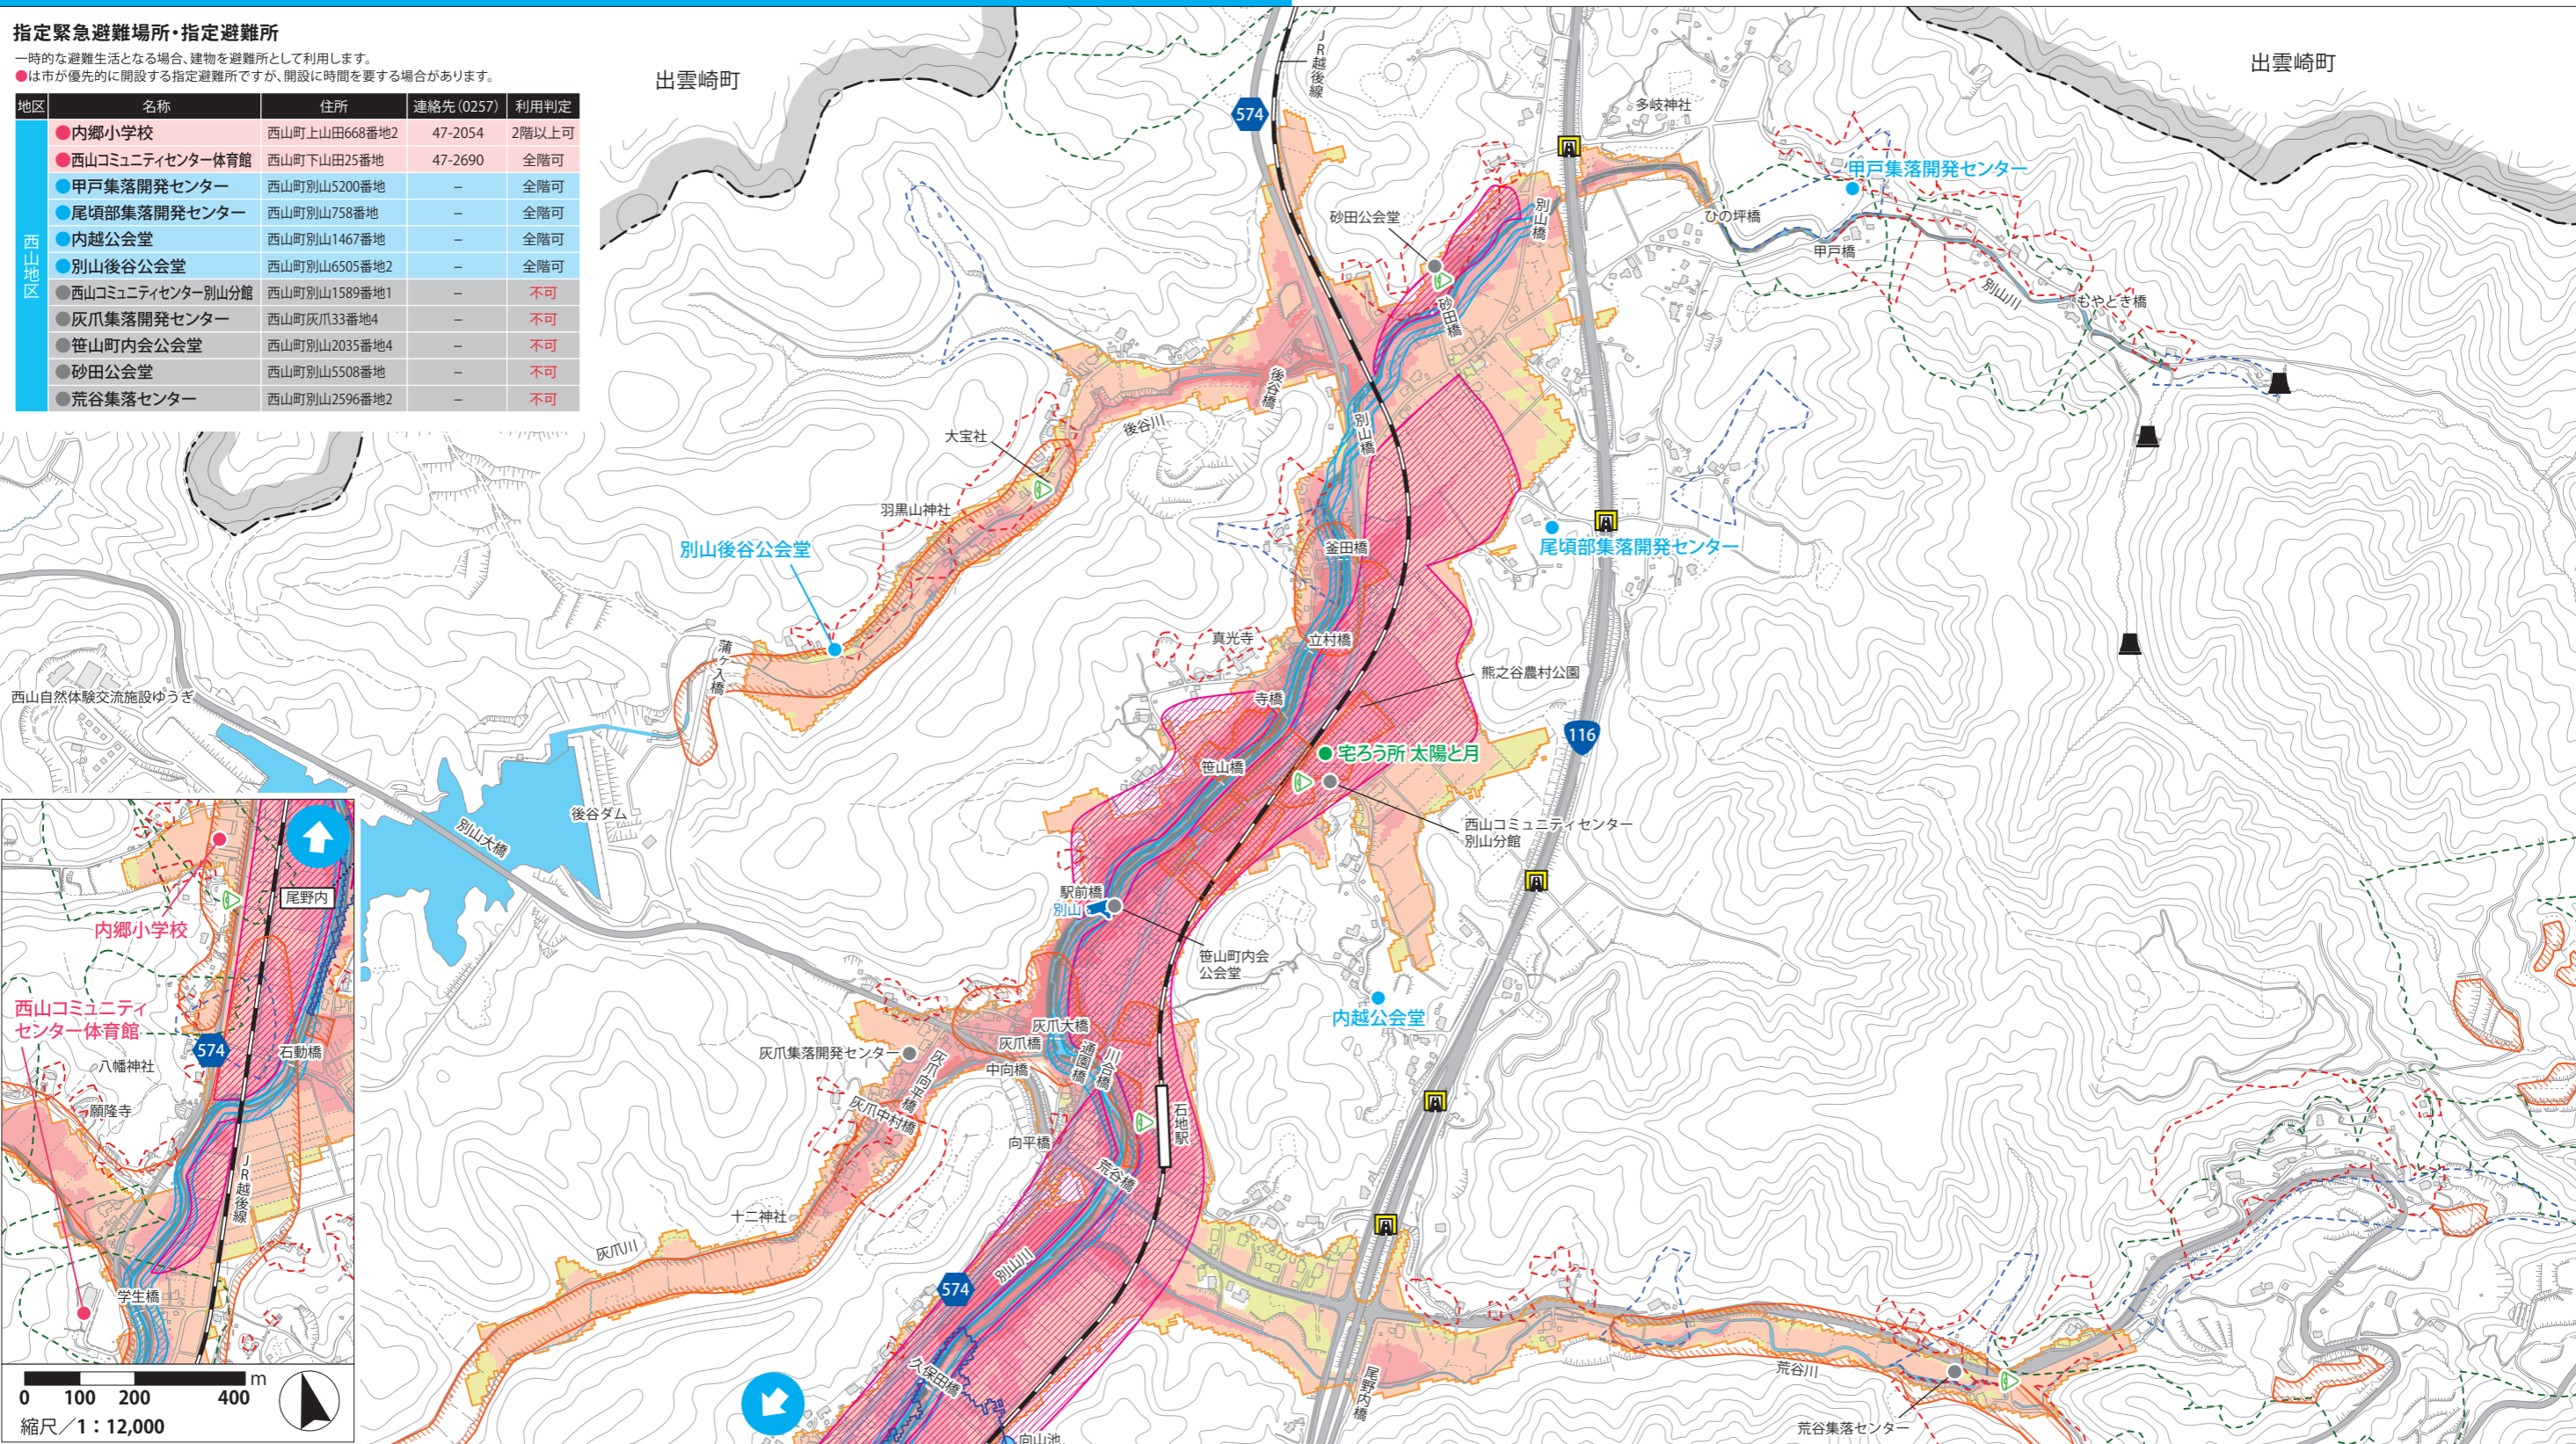 指定緊急避難場所・指定避難所
一時的な避難生活となる場合、建物を避難所として利用します。
●は市が優先的に開設する指定避難所ですが、開設に時間を要する場合があります。
地区 名称 住所 連絡先(0257) 利用判定
西山地区
●内郷小学校 西山町上山田668番地2 47-2054 2階以上可
●西山コミュニティセンター体育館 西山町下山田25番地 47-2690 全階可
●甲戸集落開発センター 西山町別山5200番地 − 全階可
●尾頃部集落開発センター 西山町別山758番地 − 全階可
●内越公会堂 西山町別山1467番地 − 全階可
●別山後谷公会堂 西山町別山6505番地2 − 全階可
●西山コミュニティセンター別山分館 西山町別山1589番地1 − 不可
●灰爪集落開発センター 西山町灰爪33番地4 − 不可
●笹山町内会公会堂 西山町別山2035番地4 − 不可
●砂田公会堂 西山町別山5508番地 − 不可
●荒谷集落センター 西山町別山2596番地2 − 不可
出雲崎町
JR越後線
574
出雲崎町
多岐神社
甲戸集落開発センター
砂田公会堂
別山橋
ひの坪橋
甲戸橋
別山川
もやとき橋
砂田橋
後谷橋
後谷川
別山橋
大宝社
羽黒山神社
別山後谷公会堂
釜田橋
尾頃部集落開発センター
蒲ヶ入橋
真光寺
立村橋
熊之谷農村公園
西山自然体験交流施設ゆうぎ
寺橋
116
宅ろう所 太陽と月
笹山橋
後谷ダム
別山大橋
西山コミュニティセンター
別山分館
駅前橋
別山
笹山町内会
公会堂
内越公会堂
灰爪大橋
灰爪橋
灰爪集落開発センター
中向橋
通園橋
川合橋
灰爪向平橋
灰爪中村橋
石地駅
向平橋
荒谷橋
十二神社
灰爪川
別山川
574
久保田橋
向山池
尾野内橋
荒谷川
荒谷集落センター
尾野内
内郷小学校
西山コミュニティ
センター体育館
574
石動橋
八幡神社
願隆寺
JR越後線
学生橋
0 100 200 400 m
縮尺／1：12,000